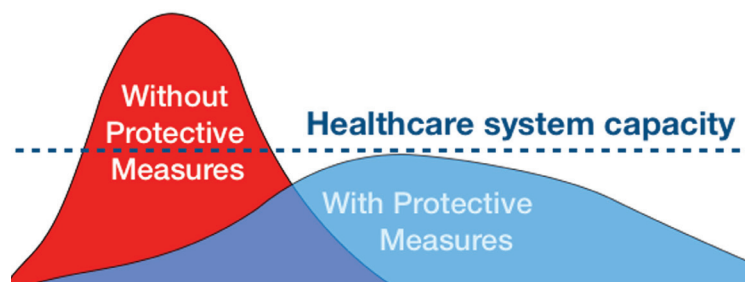 Without
Protective
Measures
Healthcare system capacity
With Protective
Measures